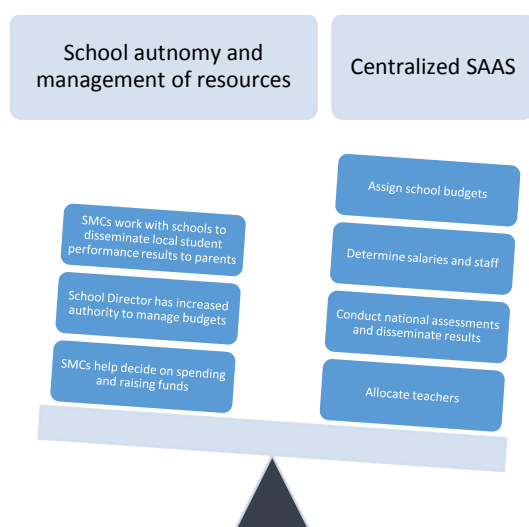 School autnomy and
management of resources
Centralized SAAS
SMCs work with schools to
disseminate local student
performance results to parents
School Director has increased
authority to manage budgets
SMCs help decide on spending
and raising funds
Assign school budgets
Determine salaries and staff
Conduct national assessments
and disseminate results
Allocate teachers